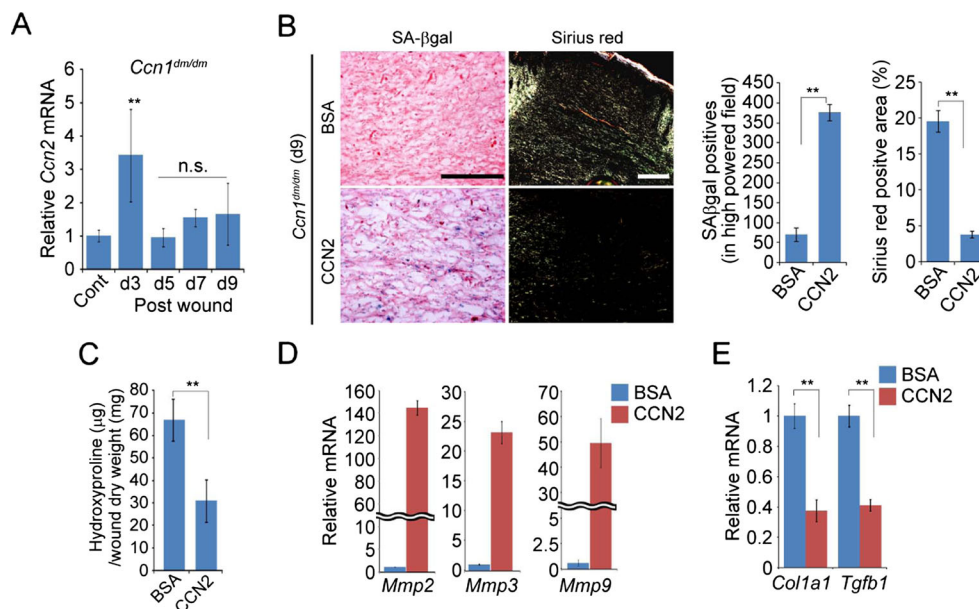 A
Ccn1dm/dm
Relative Ccn2 mRNA
6
5
4
3
2
1
0
**
n.s.
Cont
d3
d5
d7
d9
Post wound
B
SA-βgal
Sirius red
Ccn1dm/dm (d9)
BSA
CCN2
SAβgal positives
(in high powered field)
450
400
350
300
250
200
150
100
50
0
**
BSA
CCN2
Sirius red positve area (%)
25
20
15
10
5
0
**
BSA
CCN2
C
Hydroxyproline (μg)
/wound dry weight (mg)
80
70
60
50
40
30
20
10
0
**
BSA
CCN2
D
Relative mRNA
160
140
120
100
80
60
10
5
0
Mmp2
30
25
20
15
10
5
0
Mmp3
90
80
70
60
50
40
30
5
2.5
0
Mmp9
BSA
CCN2
E
Relative mRNA
1.2
1
0.8
0.6
0.4
0.2
0
**
**
BSA
CCN2
Col1a1
Tgfb1